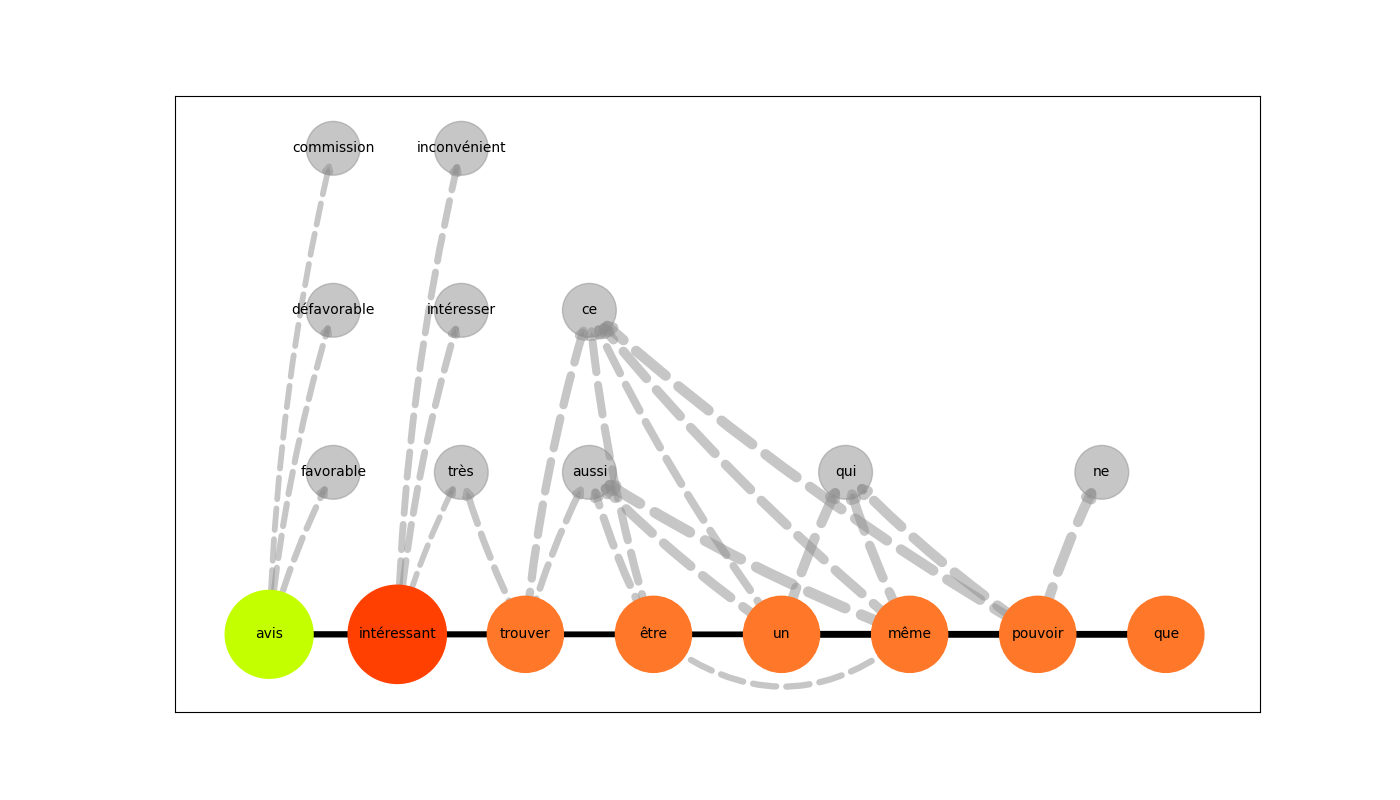 commission inconvénient
défavorable intéresser ce
favorable très aussi qui ne
avis intéressant trouver être un même pouvoir que